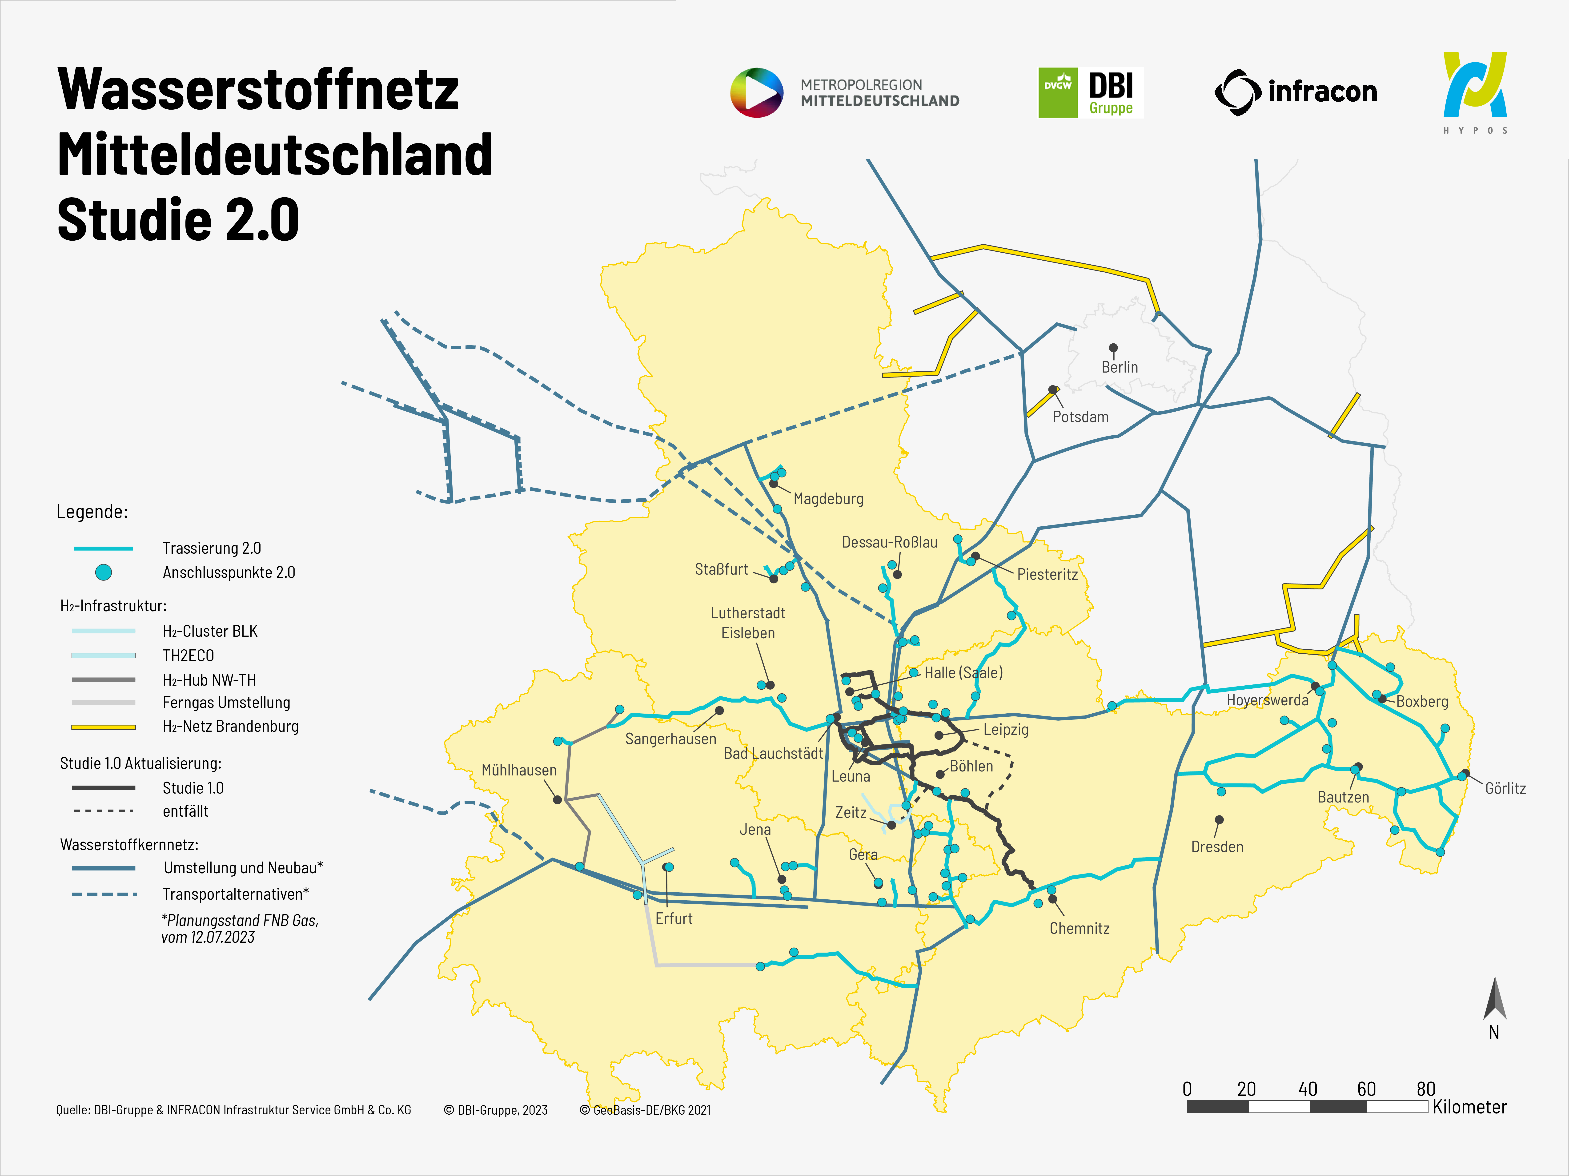 Wasserstoffnetz
Mitteldeutschland
Studie 2.0
METROPOLREGION
MITTELDEUTSCHLAND
DVGW
DBI
Gruppe
infracon
HYPOS
Berlin
Potsdam
Magdeburg
Dessau-Roßlau
Staßfurt
Piesteritz
Lutherstadt
Eisleben
Halle (Saale)
Hoyerswerda
Boxberg
Sangerhausen
Bad Lauchstädt
Leipzig
Mühlhausen
Leuna
Böhlen
Görlitz
Bautzen
Zeitz
Jena
Dresden
Gera
Erfurt
Chemnitz
Legende:
Trassierung 2.0
Anschlusspunkte 2.0
H₂-Infrastruktur:
H₂-Cluster BLK
TH2ECO
H₂-Hub NW-TH
Ferngas Umstellung
H₂-Netz Brandenburg
Studie 1.0 Aktualisierung:
Studie 1.0
entfällt
Wasserstoffkernnetz:
Umstellung und Neubau*
Transportalternativen*
*Planungsstand FNB Gas,
vom 12.07.2023
N
0 20 40 60 80
Kilometer
Quelle: DBI-Gruppe & INFRACON Infrastruktur Service GmbH & Co. KG © DBI-Gruppe, 2023 © GeoBasis-DE/BKG 2021